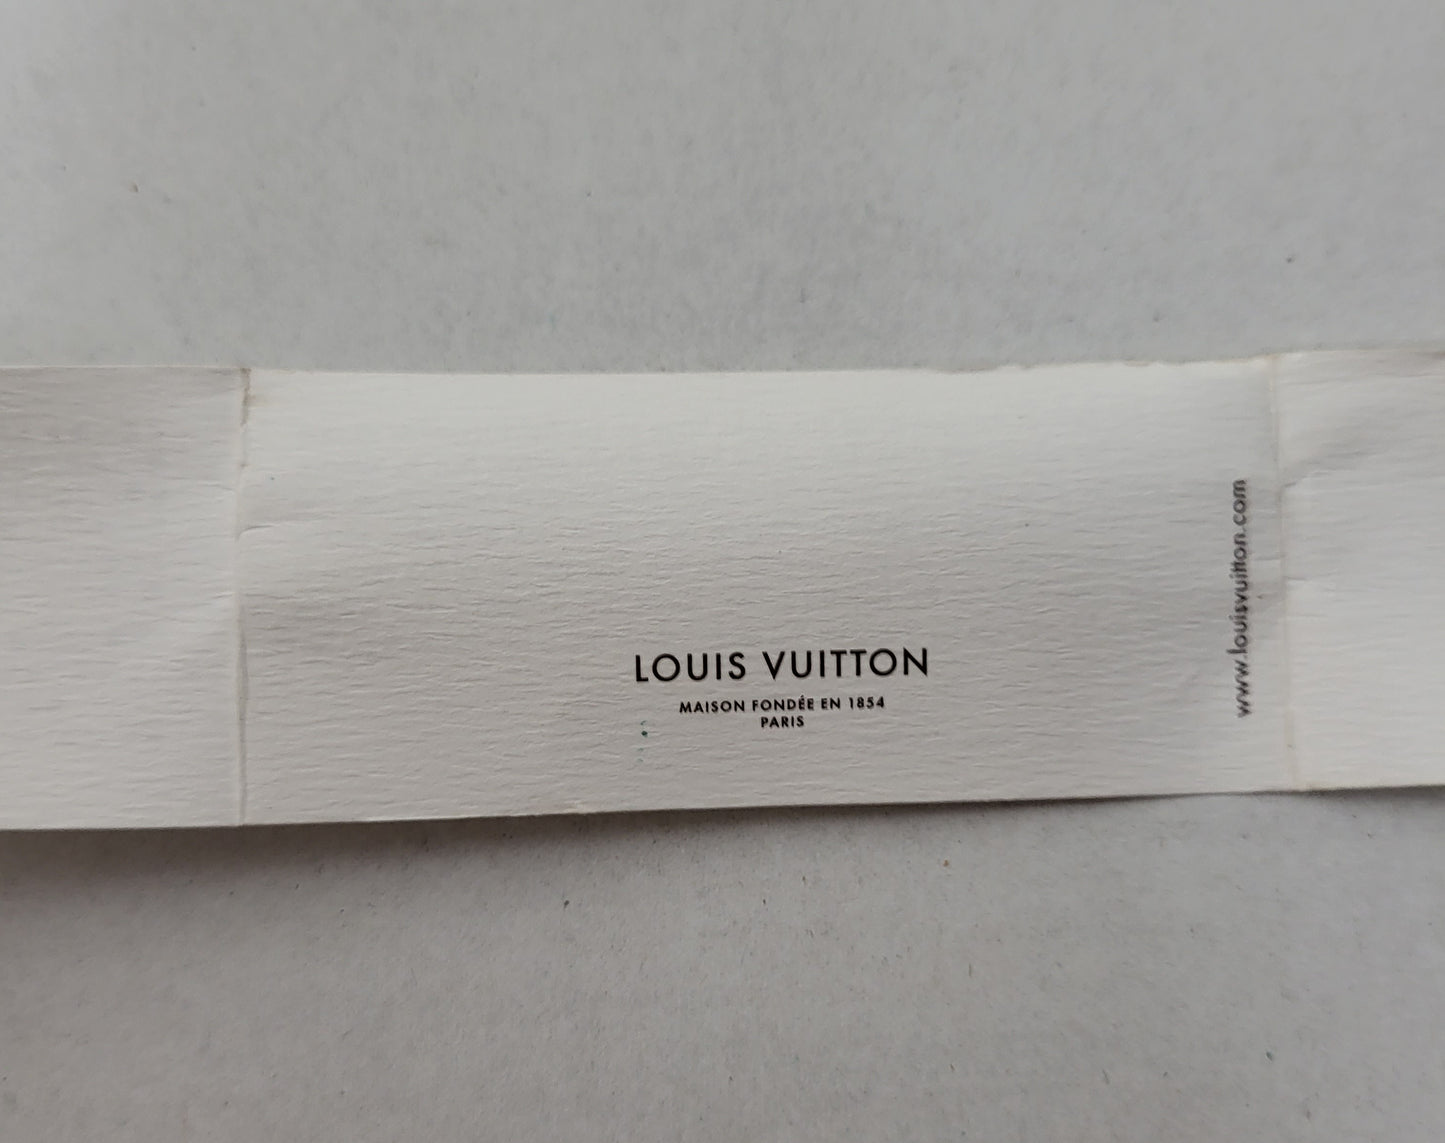 LOUIS VUITTON
MAISON FONDÉE EN 1854
PARIS
www.louisvuitton.com